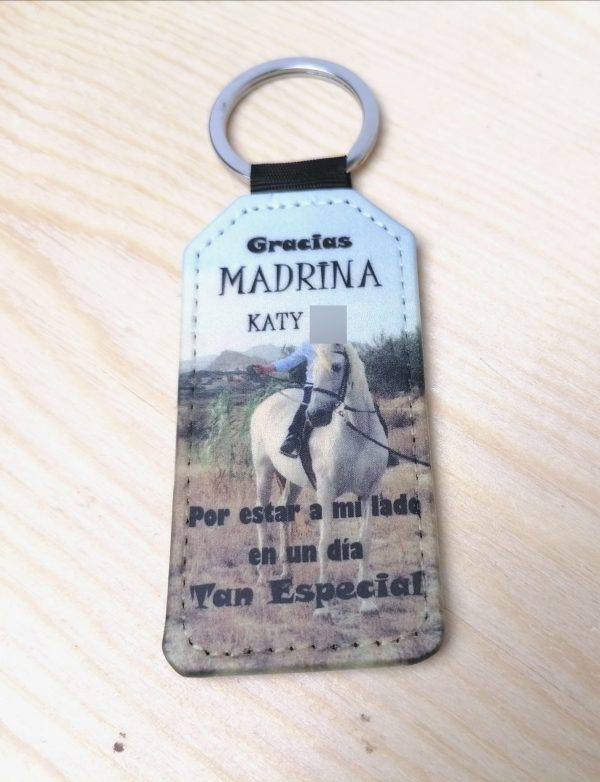 Gracias
MADRINA
KATY
Por estar a mi lado
en un día
Tan Especial